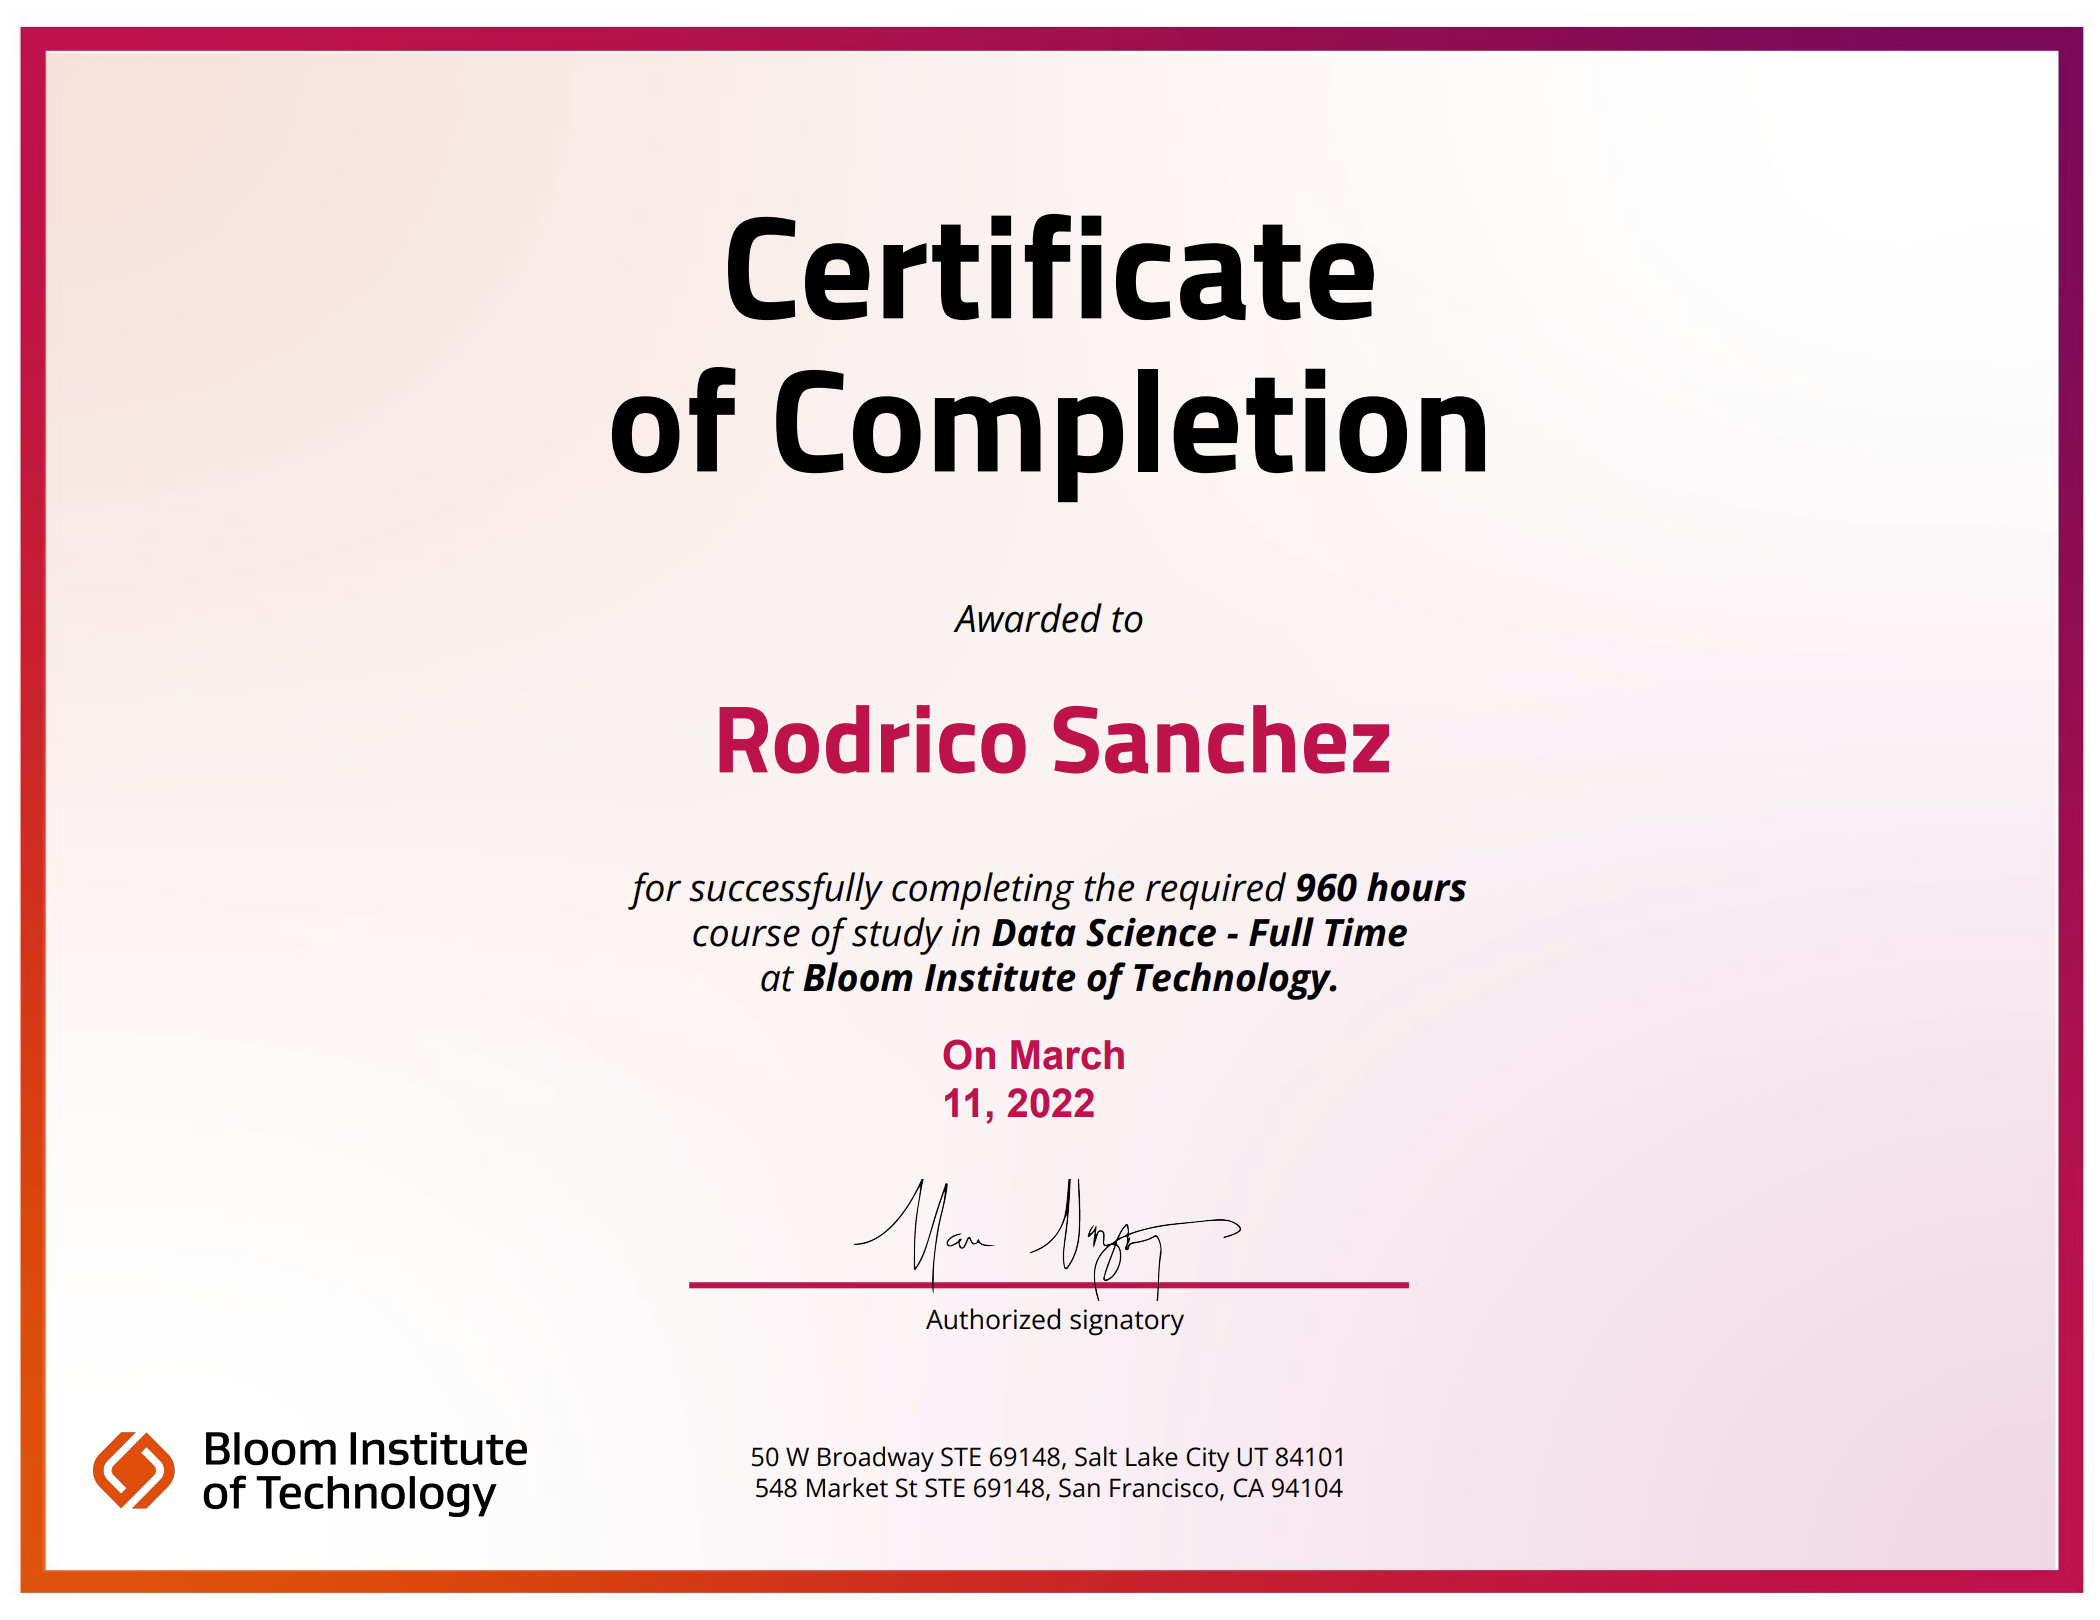 Certificate
of Completion
Awarded to
Rodrico Sanchez
for successfully completing the required 960 hours
course of study in Data Science - Full Time
at Bloom Institute of Technology.
On March
11, 2022
Authorized signatory
Bloom Institute
of Technology
50 W Broadway STE 69148, Salt Lake City UT 84101
548 Market St STE 69148, San Francisco, CA 94104